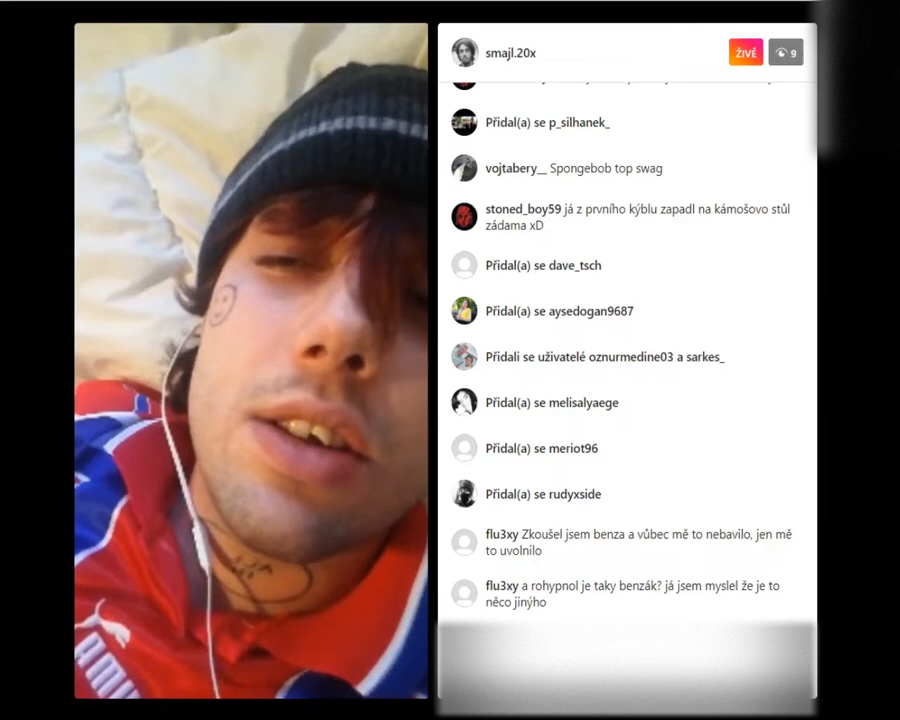 smajl.20x
ŽIVĚ
9
Přidal(a) se p_silhanek_
vojtabery__ Spongebob top swag
stoned_boy59 já z prvního kýblu zapadl na kámošovo stůl
zádama xD
Přidal(a) se dave_tsch
Přidal(a) se aysedogan9687
Přidali se uživatelé oznurmedine03 a sarkes_
Přidal(a) se melisalyaege
Přidal(a) se meriot96
Přidal(a) se rudyxside
flu3xy Zkoušel jsem benza a vůbec mě to nebavilo, jen mě
to uvolnilo
flu3xy a rohypnol je taky benzák? já jsem myslel že je to
něco jinýho